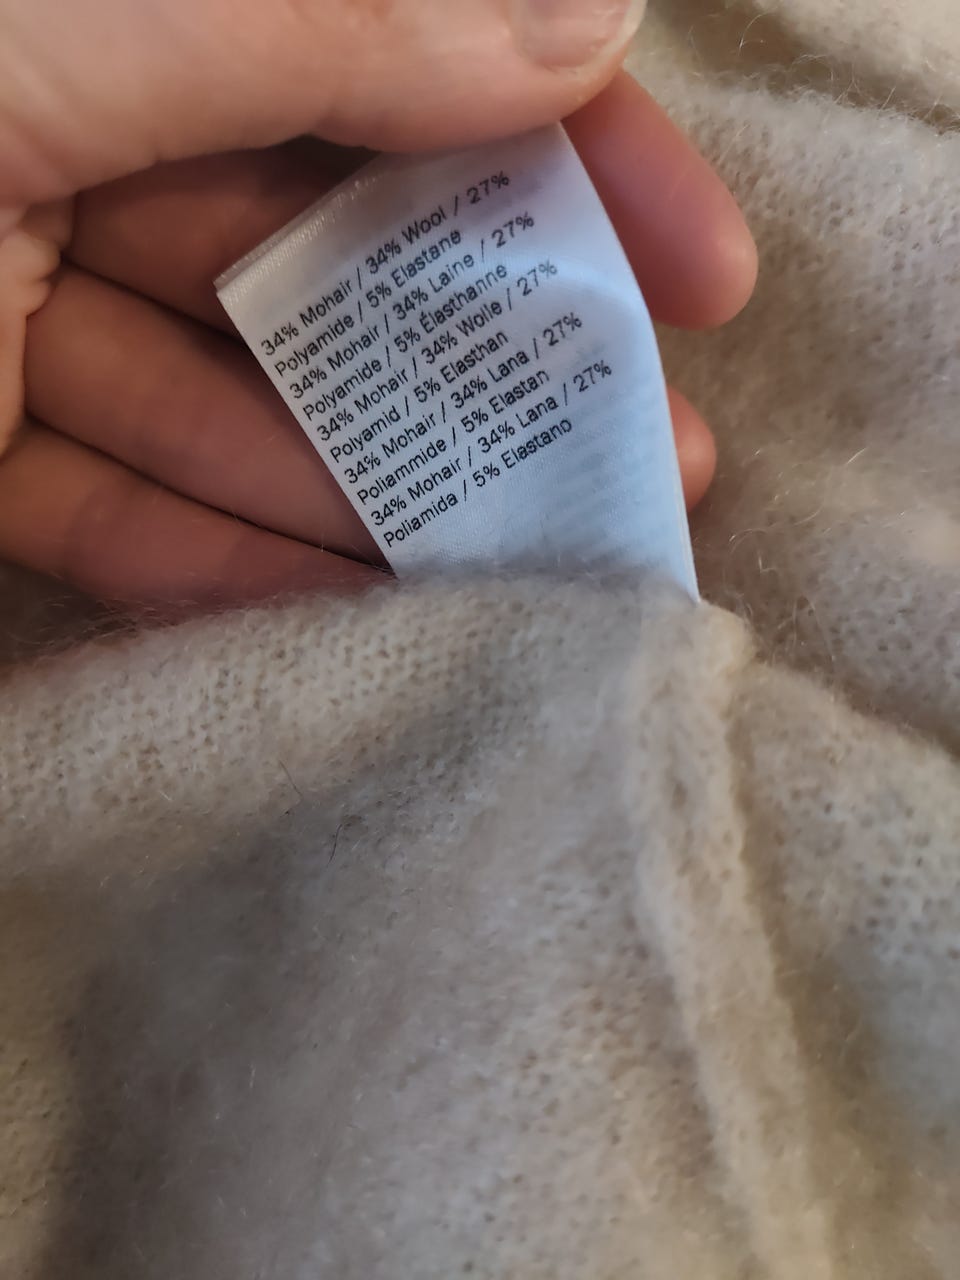 34% Mohair / 34% Wool / 27%
Polyamide / 5% Elastane
34% Mohair / 34% Laine / 27%
Polyamide / 5% Élasthanne
34% Mohair / 34% Wolle / 27%
Polyamid / 5% Elasthan
34% Mohair / 34% Lana / 27%
Poliammide / 5% Elastan
34% Mohair / 34% Lana / 27%
Poliamida / 5% Elastano